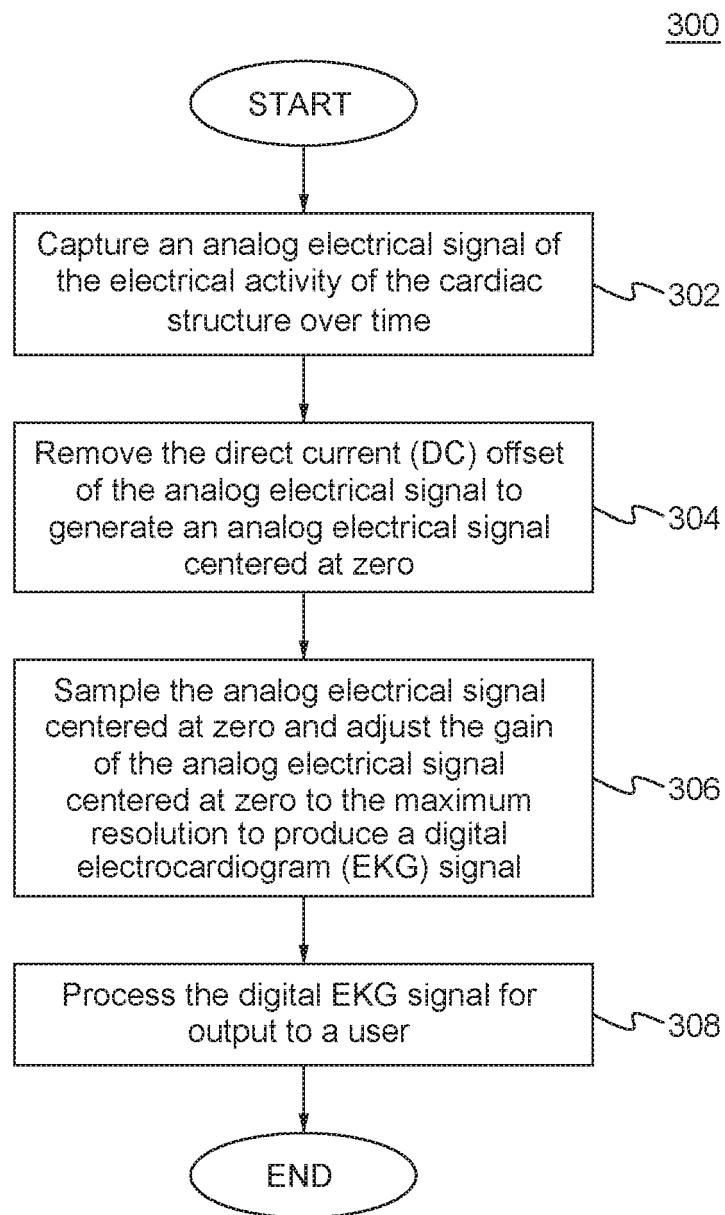 300
START
Capture an analog electrical signal of
the electrical activity of the cardiac
structure over time
302
Remove the direct current (DC) offset
of the analog electrical signal to
generate an analog electrical signal
centered at zero
304
Sample the analog electrical signal
centered at zero and adjust the gain
of the analog electrical signal
centered at zero to the maximum
resolution to produce a digital
electrocardiogram (EKG) signal
306
Process the digital EKG signal for
output to a user
308
END